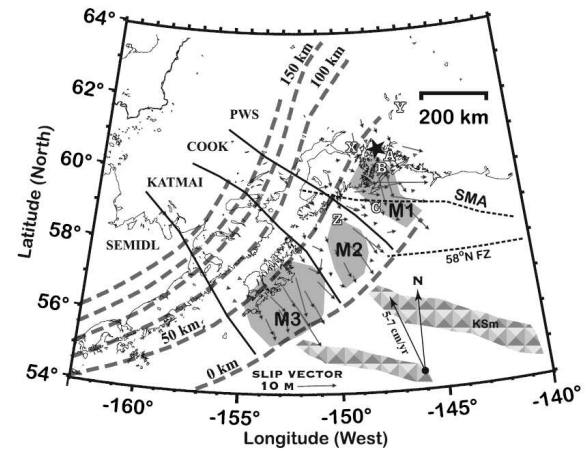 64°
62°
60°
58°
56°
54°
Latitude (North)
150 km
100 km
PWS
COOK
KATMAI
SEMIDL
Y
X
A
B
C
Z
200 km
M1
SMA
M2
58°N FZ
M3
N
5-7 cm/yr
KSm
50 km
0 km
SLIP VECTOR
10 M
-160°
-155°
-150°
-145°
-140°
Longitude (West)